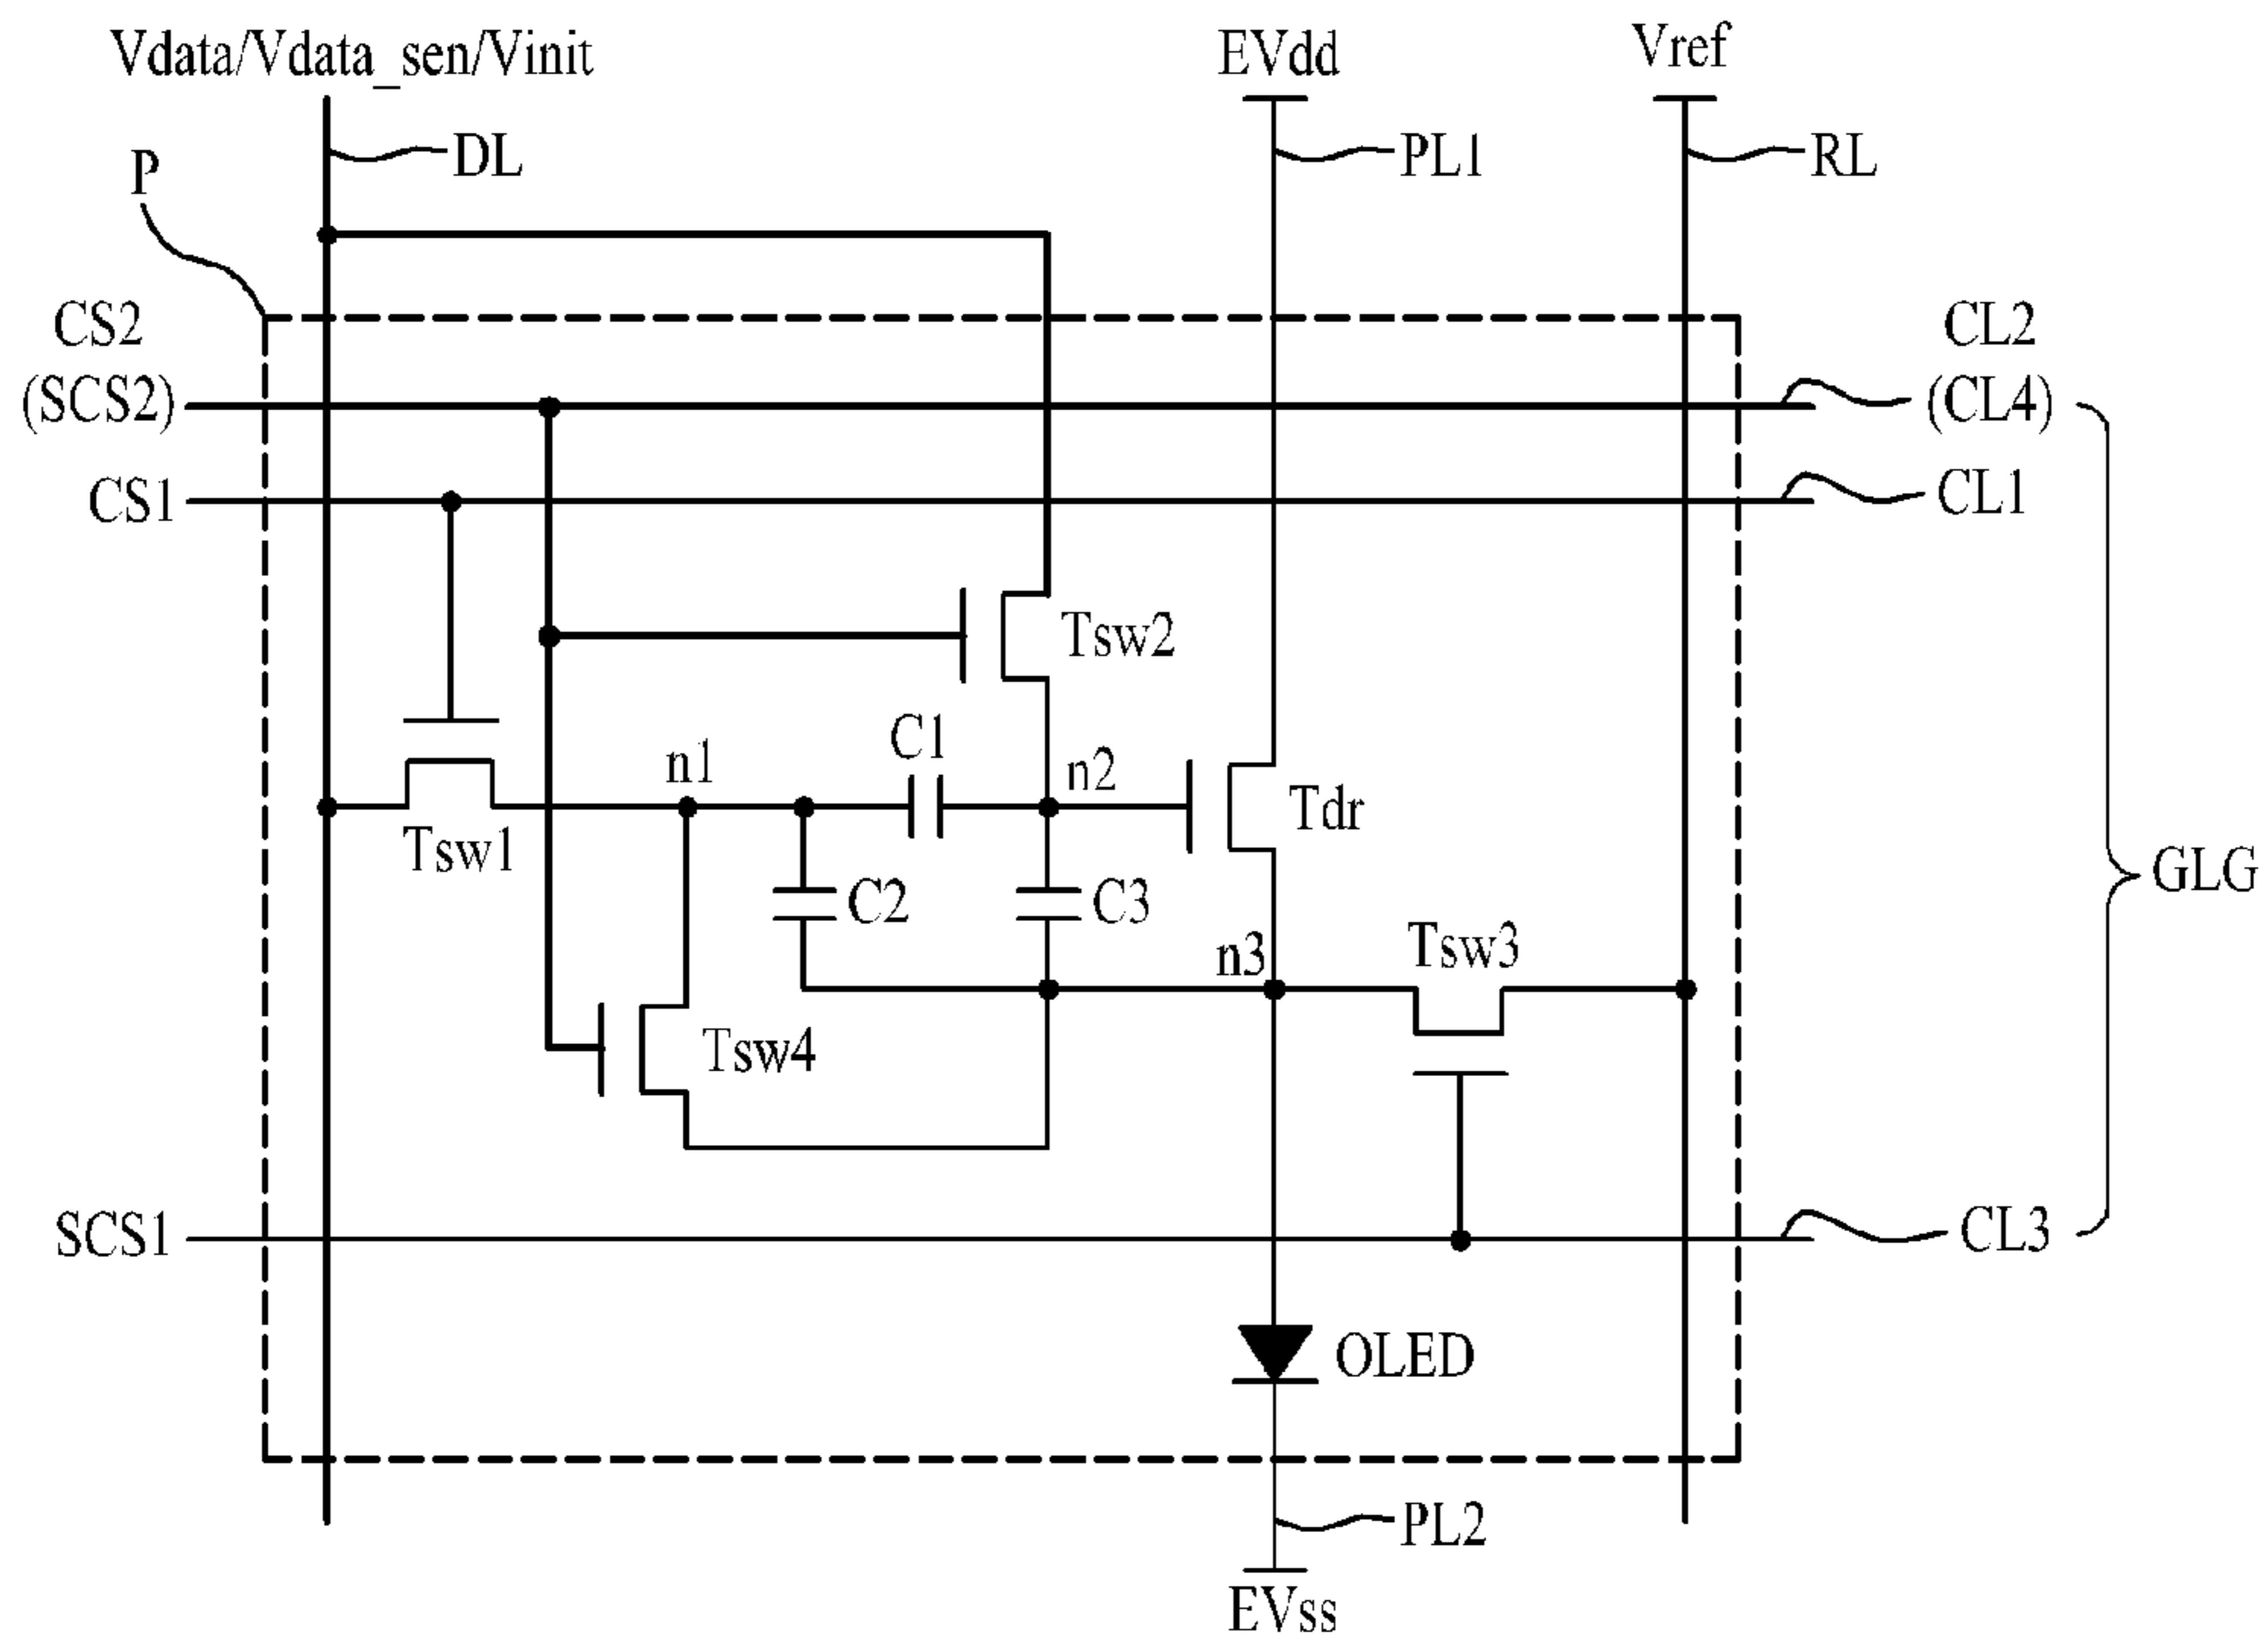 Vdata/Vdata_sen/Vinit
EVdd
Vref
DL
PL1
RL
P
CS2
(SCS2)
CL2
(CL4)
CS1
CL1
Tsw2
C1
n1
n2
Tdr
Tsw1
GLG
C2
C3
n3
Tsw3
Tsw4
SCS1
CL3
OLED
PL2
EVss